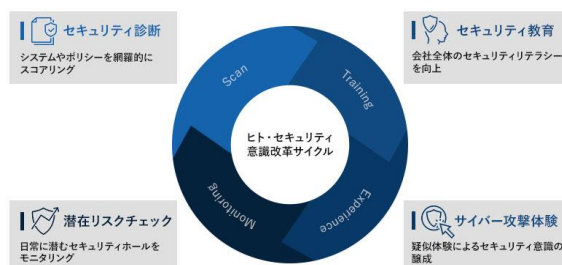 セキュリティ診断
システムやポリシーを網羅的に
スコアリング
セキュリティ教育
会社全体のセキュリティリテラシー
を向上
Scan
Training
ヒト・セキュリティ
意識改革サイクル
Monitoring
Experience
潜在リスクチェック
日常に潜むセキュリティホールを
モニタリング
サイバー攻撃体験
疑似体験によるセキュリティ意識の
醸成